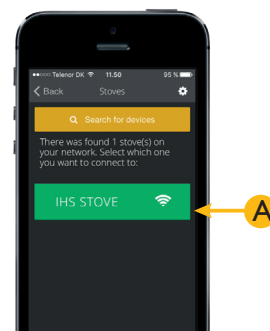 Telenor DK 11.50 95 %
Back Stoves
Search for devices
There was found 1 stove(s) on
your network. Select which one
you want to connect to:
IHS STOVE
A